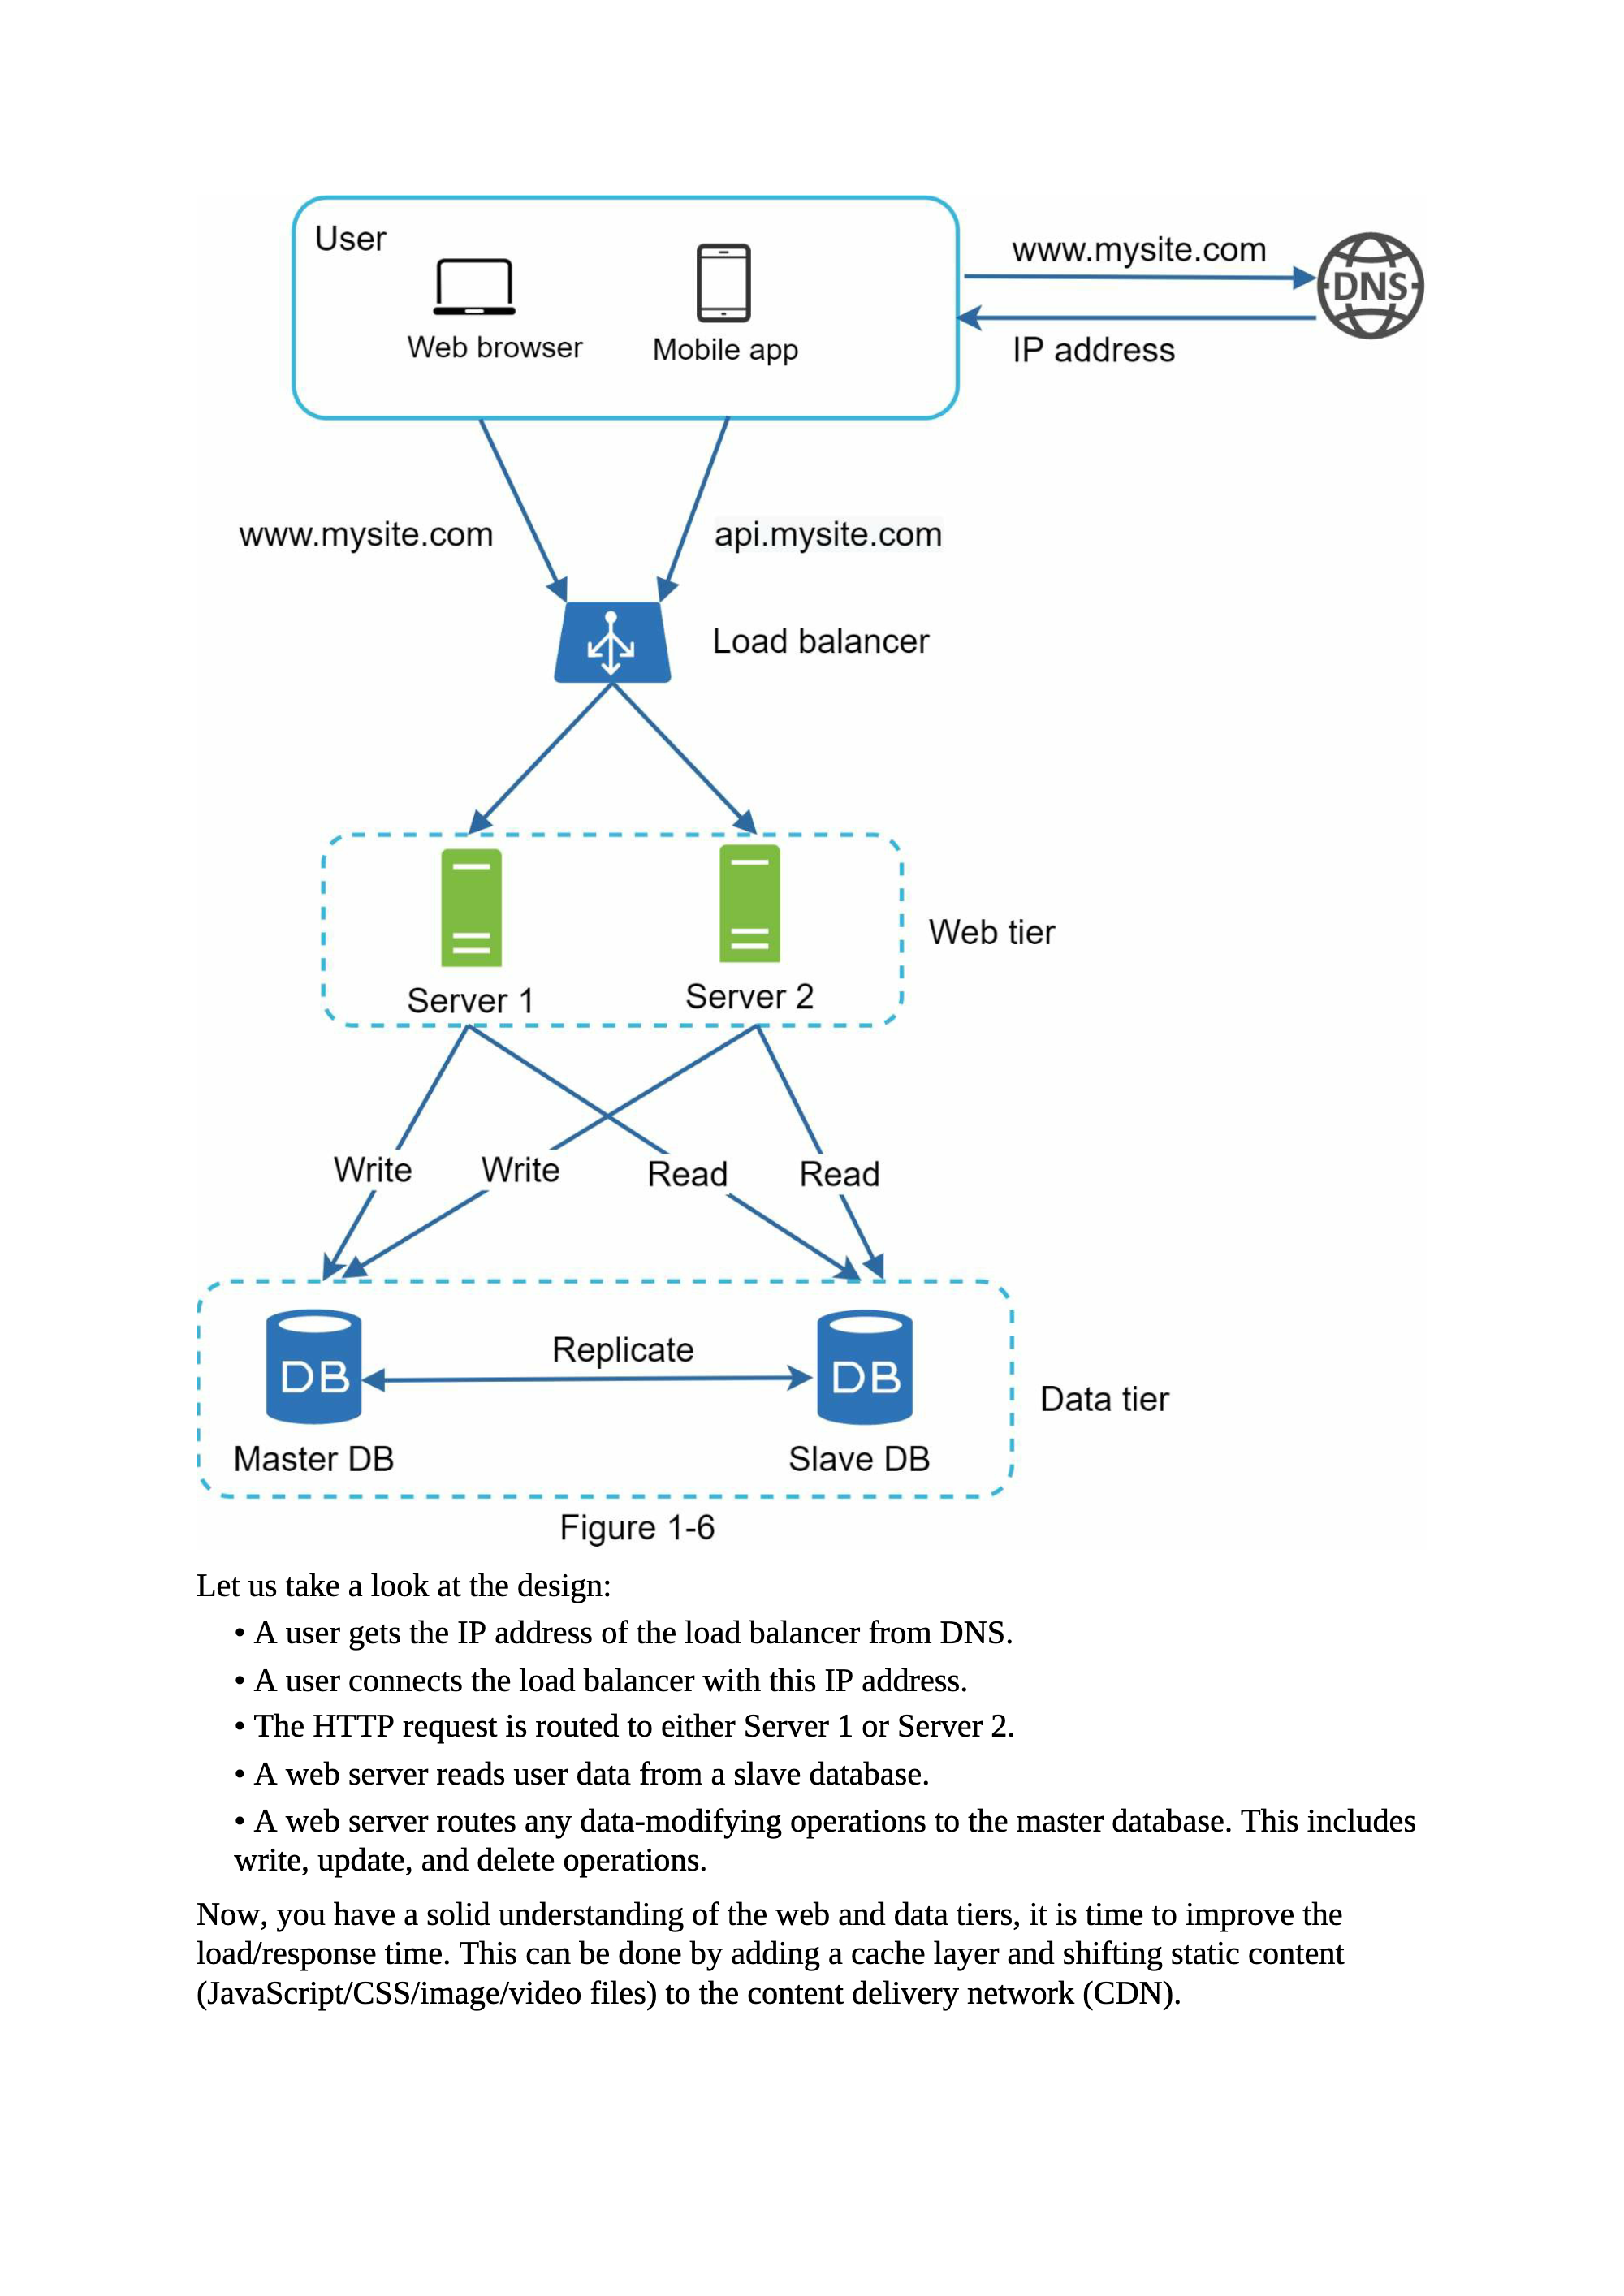 User
Web browser
Mobile app
www.mysite.com
DNS
IP address
www.mysite.com
api.mysite.com
Load balancer
Server 1
Server 2
Web tier
Write
Write
Read
Read
DB
Replicate
DB
Master DB
Slave DB
Data tier
Figure 1-6
Let us take a look at the design:
• A user gets the IP address of the load balancer from DNS.
• A user connects the load balancer with this IP address.
• The HTTP request is routed to either Server 1 or Server 2.
• A web server reads user data from a slave database.
• A web server routes any data-modifying operations to the master database. This includes
write, update, and delete operations.
Now, you have a solid understanding of the web and data tiers, it is time to improve the
load/response time. This can be done by adding a cache layer and shifting static content
(JavaScript/CSS/image/video files) to the content delivery network (CDN).